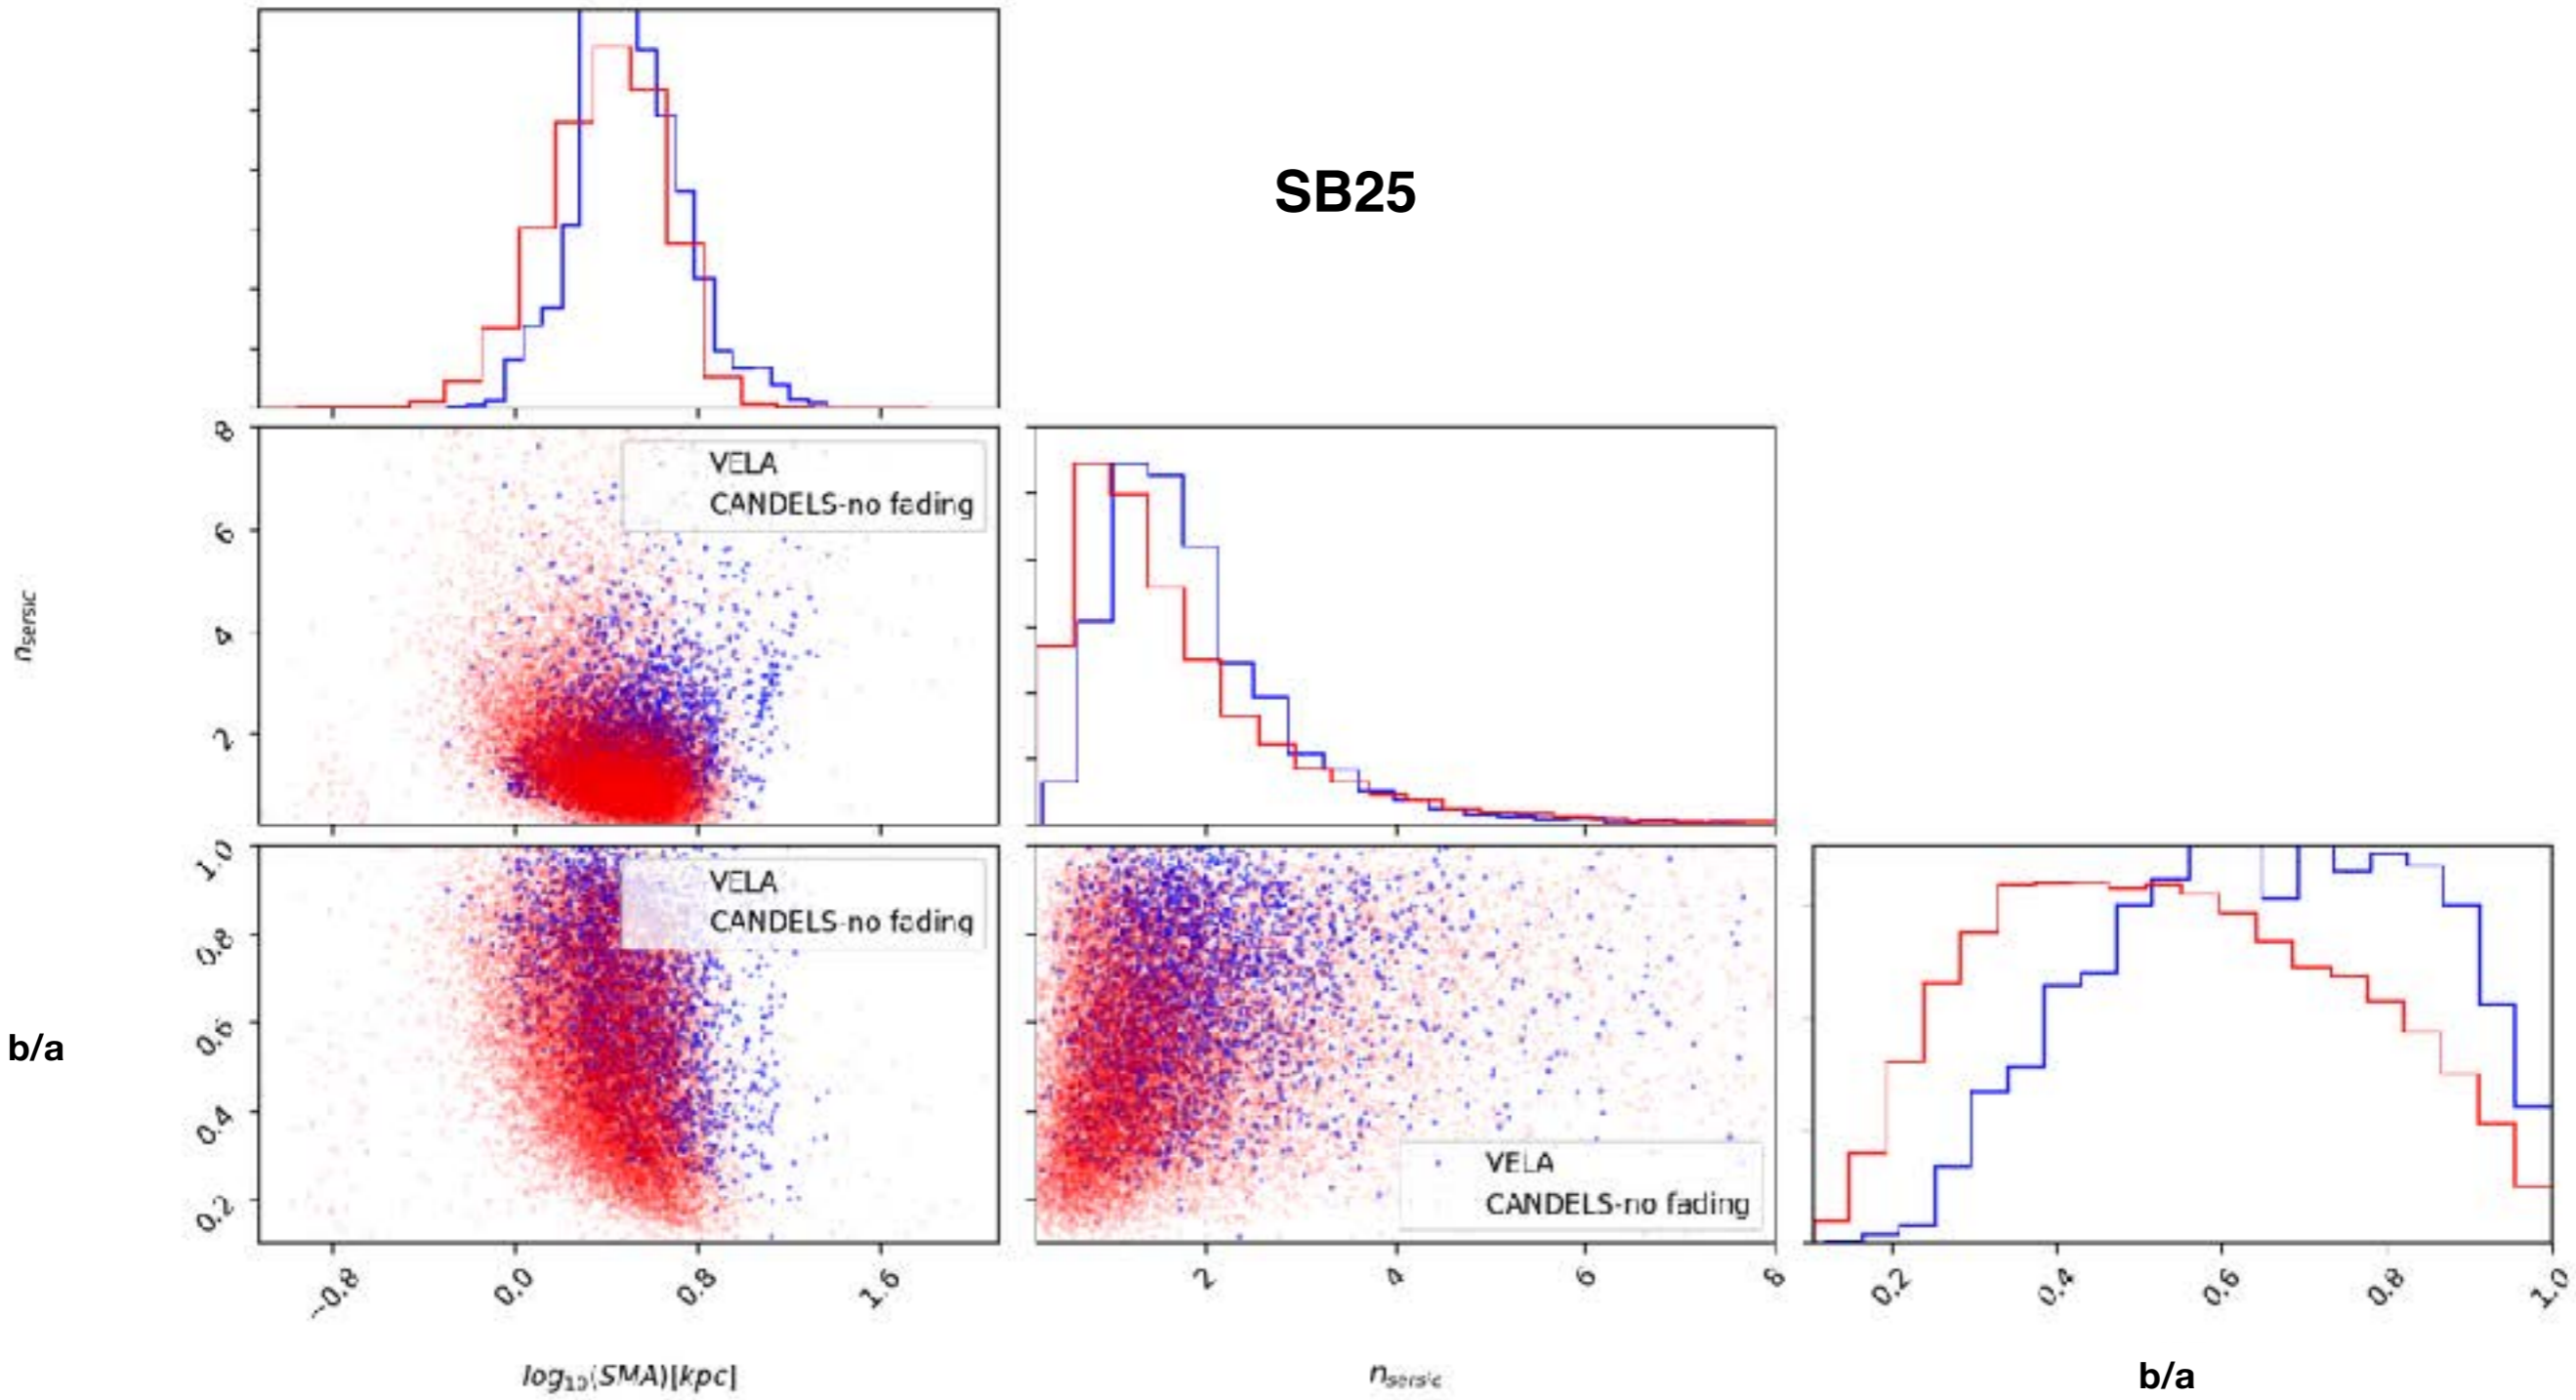 SB25
8
6
4
2
n_sersic
VELA
CANDELS-no fading
1.0
0.8
0.6
0.4
0.2
b/a
VELA
CANDELS-no fading
VELA
CANDELS-no fading
−0.8 0.0 0.8 1.6
2 4 6 8
0.2 0.4 0.6 0.8 1.0
log₁₀(SMA)[kpc]
n_sersic
b/a